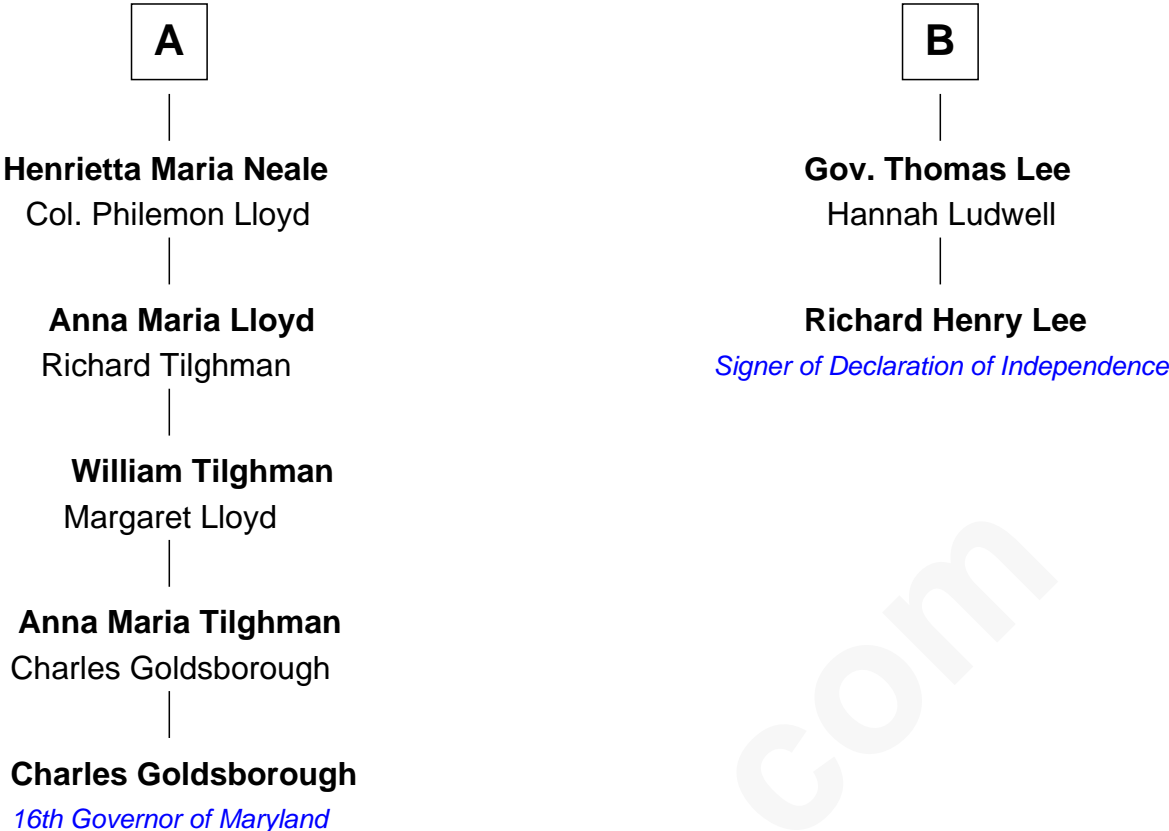 A
Henrietta Maria Neale
Col. Philemon Lloyd
Anna Maria Lloyd
Richard Tilghman
William Tilghman
Margaret Lloyd
Anna Maria Tilghman
Charles Goldsborough
Charles Goldsborough
16th Governor of Maryland
B
Gov. Thomas Lee
Hannah Ludwell
Richard Henry Lee
Signer of Declaration of Independence
com